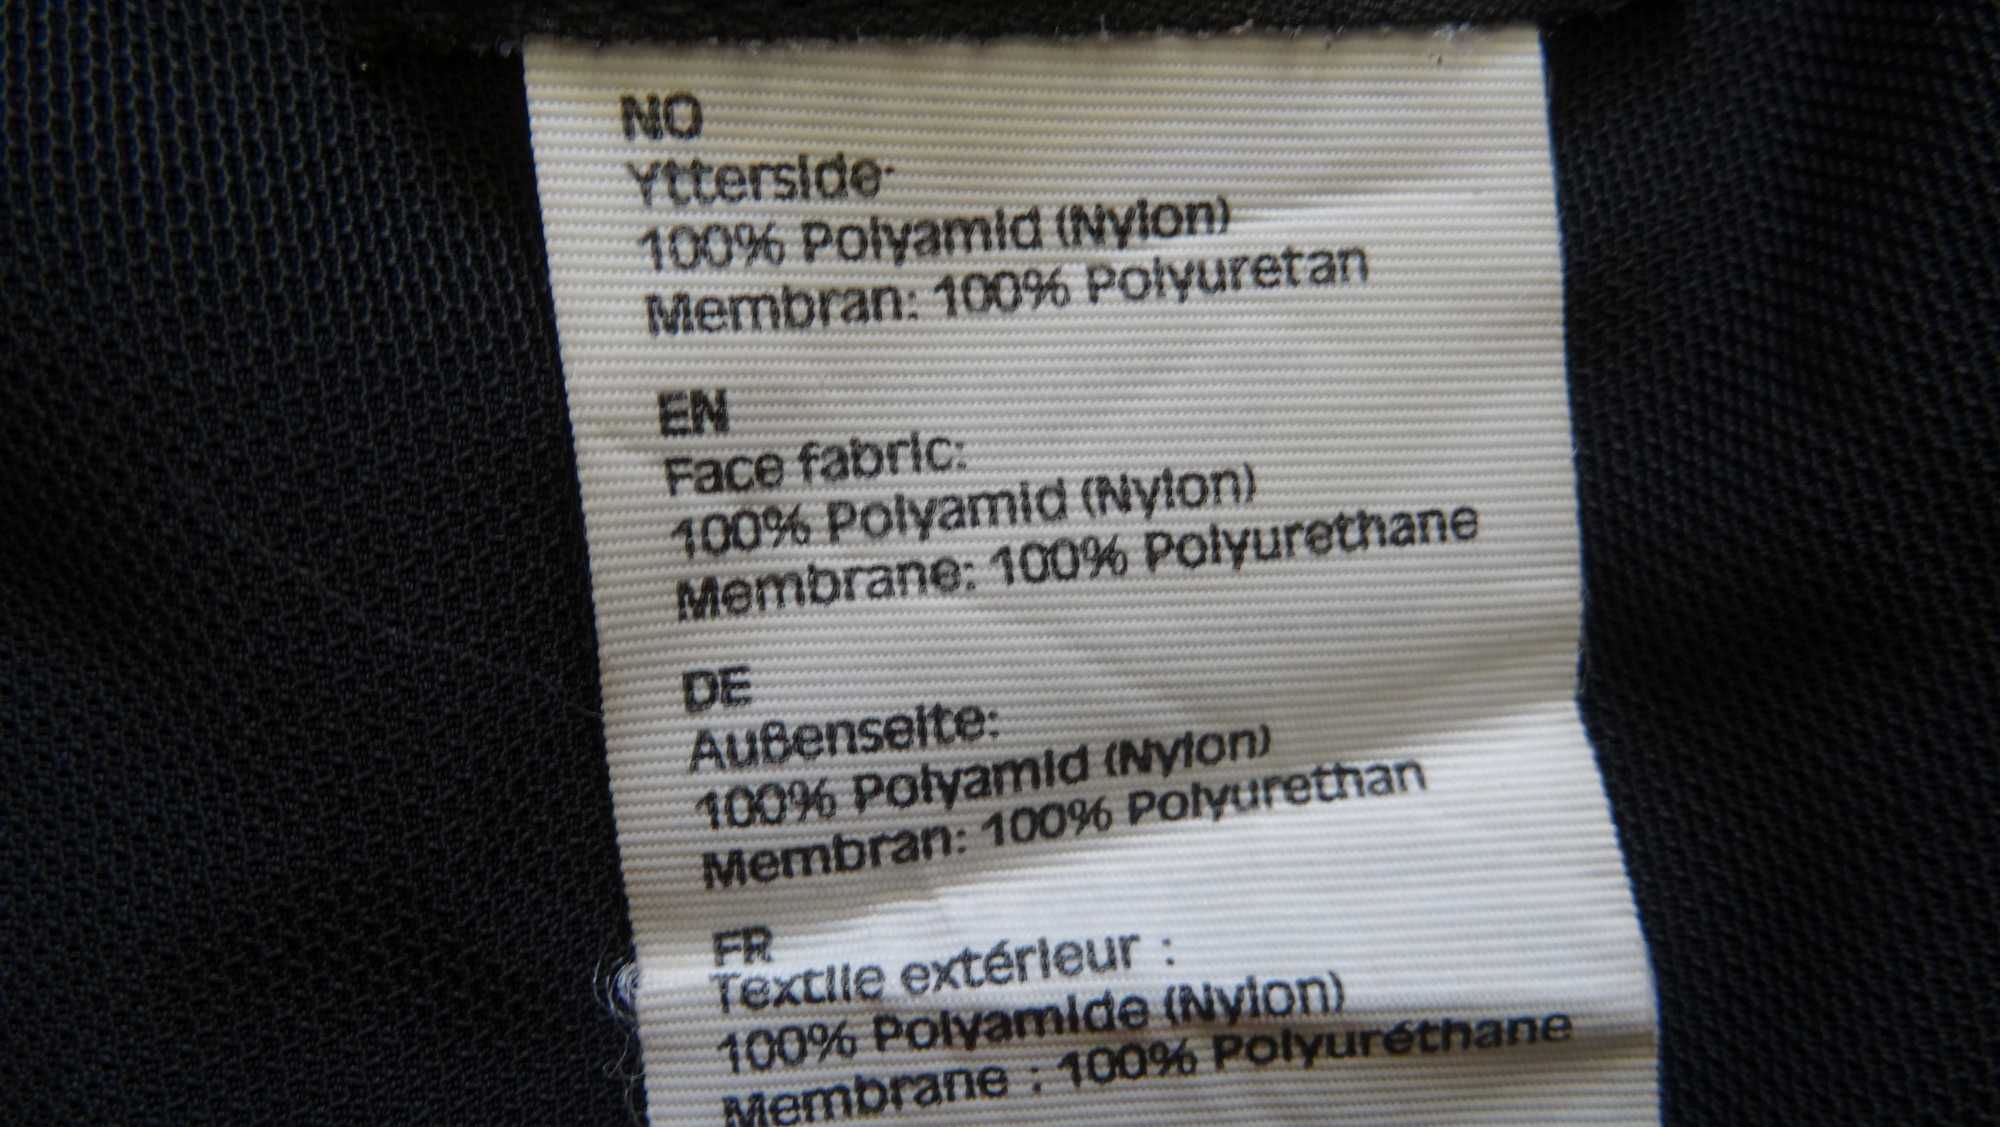 NO
Ytterside:
100% Polyamid (Nylon)
Membran: 100% Polyuretan
EN
Face fabric:
100% Polyamid (Nylon)
Membrane: 100% Polyurethane
DE
Außenseite:
100% Polyamid (Nylon)
Membran: 100% Polyurethan
FR
Textile extérieur :
100% Polyamide (Nylon)
Membrane : 100% Polyuréthane